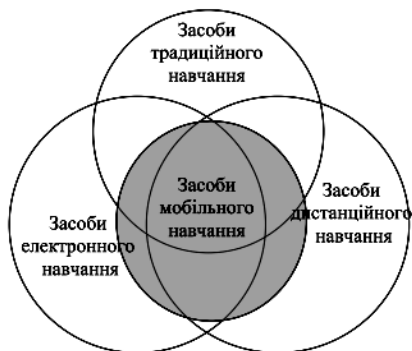 Засоби
традиційного
навчання
Засоби
мобільного
навчання
Засоби
електронного
навчання
Засоби
дистанційного
навчання